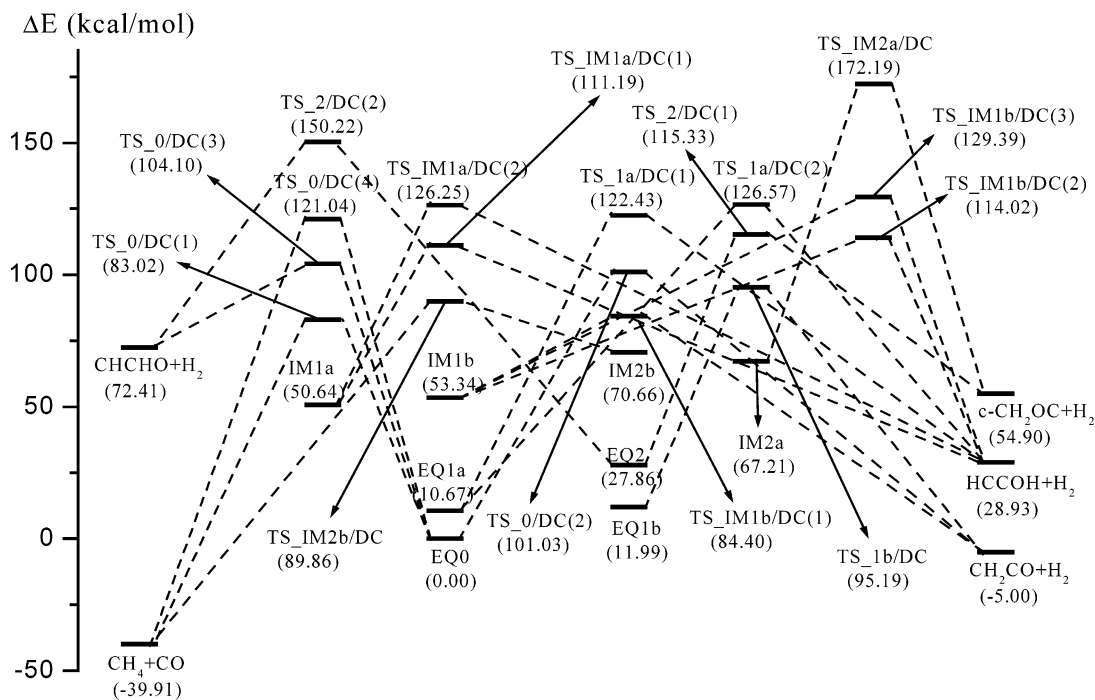 ΔE (kcal/mol)
150
100
50
0
-50
TS_IM2a/DC
(172.19)
TS_IM1a/DC(1)
(111.19)
TS_2/DC(2)
(150.22)
TS_2/DC(1)
(115.33)
TS_IM1b/DC(3)
(129.39)
TS_0/DC(3)
(104.10)
TS_IM1a/DC(2)
(126.25)
TS_1a/DC(1)
(122.43)
TS_1a/DC(2)
(126.57)
TS_0/DC(4)
(121.04)
TS_IM1b/DC(2)
(114.02)
TS_0/DC(1)
(83.02)
CHCHO+H₂
(72.41)
IM1a
(50.64)
IM1b
(53.34)
IM2b
(70.66)
IM2a
(67.21)
c-CH₂OC+H₂
(54.90)
EQ1a
(10.67)
EQ2
(27.86)
HCCOH+H₂
(28.93)
TS_IM2b/DC
(89.86)
EQ0
(0.00)
TS_0/DC(2)
(101.03)
EQ1b
(11.99)
TS_IM1b/DC(1)
(84.40)
TS_1b/DC
(95.19)
CH₂CO+H₂
(-5.00)
CH₄+CO
(-39.91)